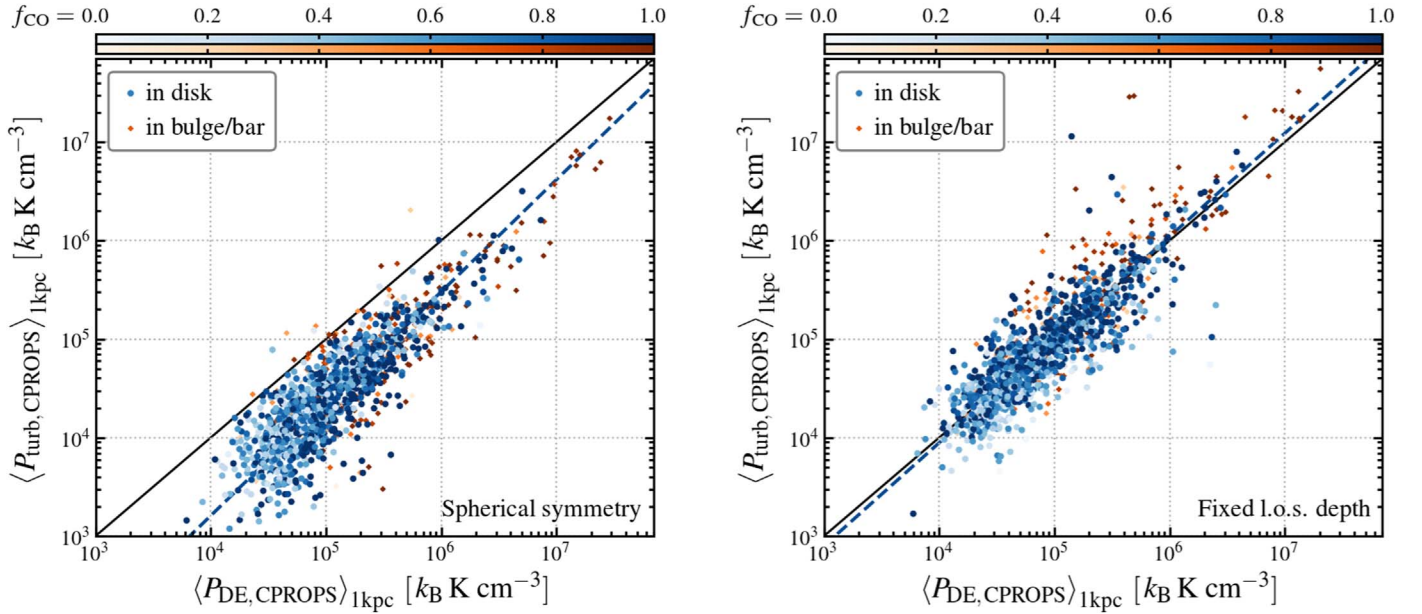 f_CO = 0.0 0.2 0.4 0.6 0.8 1.0
in disk
in bulge/bar
10^7
10^6
10^5
10^4
10^3
⟨P_turb,CPROPS⟩_1kpc [k_B K cm^−3]
Spherical symmetry
10^3 10^4 10^5 10^6 10^7
⟨P_DE,CPROPS⟩_1kpc [k_B K cm^−3]
f_CO = 0.0 0.2 0.4 0.6 0.8 1.0
in disk
in bulge/bar
10^7
10^6
10^5
10^4
10^3
⟨P_turb,CPROPS⟩_1kpc [k_B K cm^−3]
Fixed l.o.s. depth
10^3 10^4 10^5 10^6 10^7
⟨P_DE,CPROPS⟩_1kpc [k_B K cm^−3]